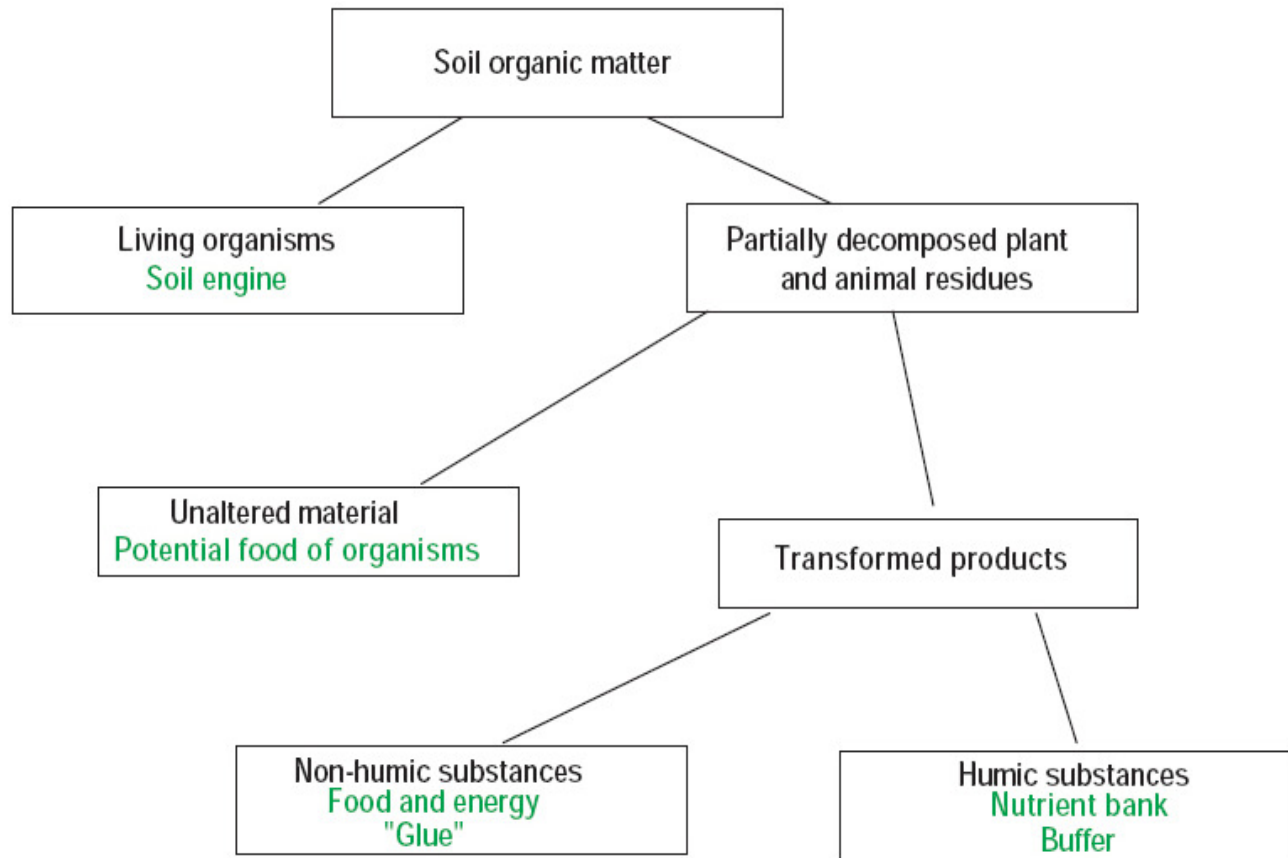 Soil organic matter
Living organisms
Soil engine
Partially decomposed plant
and animal residues
Unaltered material
Potential food of organisms
Transformed products
Non-humic substances
Food and energy
"Glue"
Humic substances
Nutrient bank
Buffer